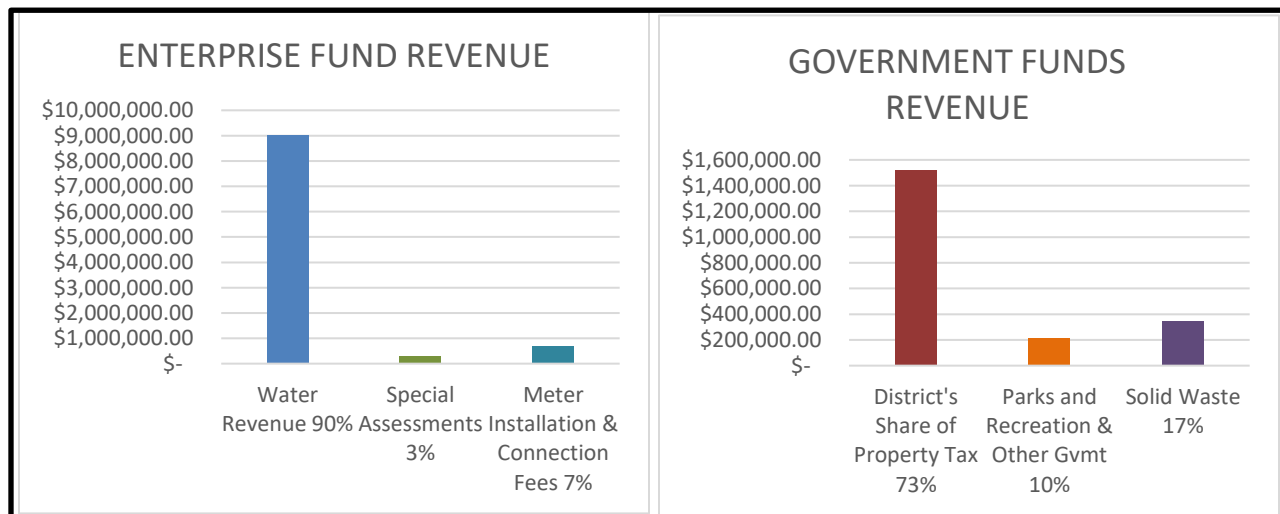 ENTERPRISE FUND REVENUE
$10,000,000.00
$9,000,000.00
$8,000,000.00
$7,000,000.00
$6,000,000.00
$5,000,000.00
$4,000,000.00
$3,000,000.00
$2,000,000.00
$1,000,000.00
$-
Water
Revenue 90%
Special
Assessments
3%
Meter
Installation &
Connection
Fees 7%
GOVERNMENT FUNDS
REVENUE
$1,600,000.00
$1,400,000.00
$1,200,000.00
$1,000,000.00
$800,000.00
$600,000.00
$400,000.00
$200,000.00
$-
District's
Share of
Property Tax
73%
Parks and
Recreation &
Other Gvmt
10%
Solid Waste
17%